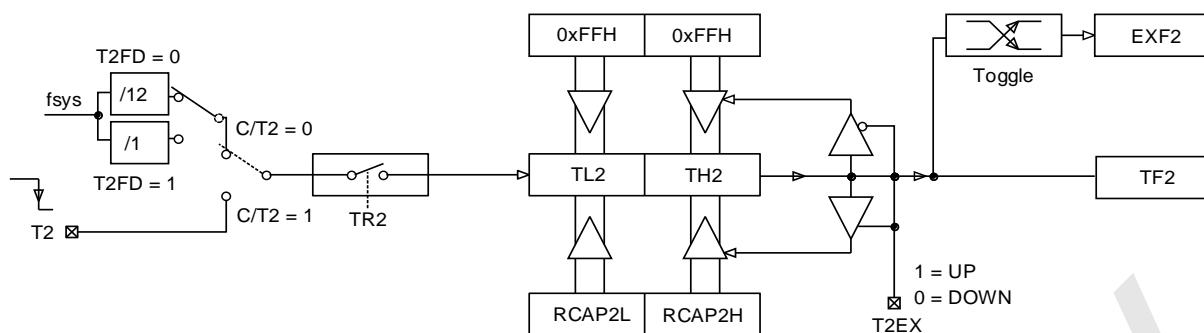 0xFFH
0xFFH
EXF2
Toggle
T2FD = 0
/12
fsys
C/T2 = 0
/1
T2FD = 1
TL2
TH2
TF2
C/T2 = 1
TR2
T2
1 = UP
0 = DOWN
RCAP2L
RCAP2H
T2EX